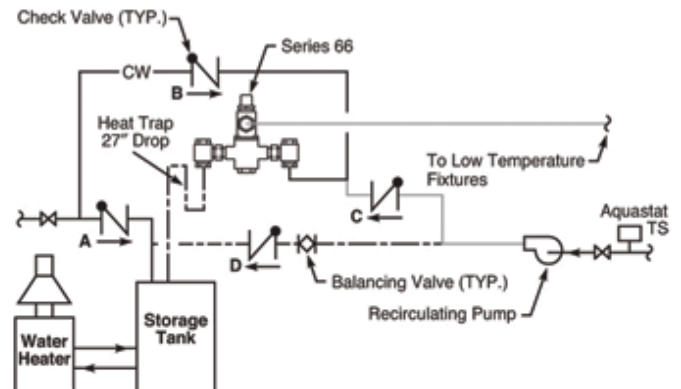 Check Valve (TYP.)
Series 66
CW
B
Heat Trap
27" Drop
To Low Temperature
Fixtures
C
Aquastat
TS
A
D
Balancing Valve (TYP.)
Recirculating Pump
Storage
Tank
Water
Heater